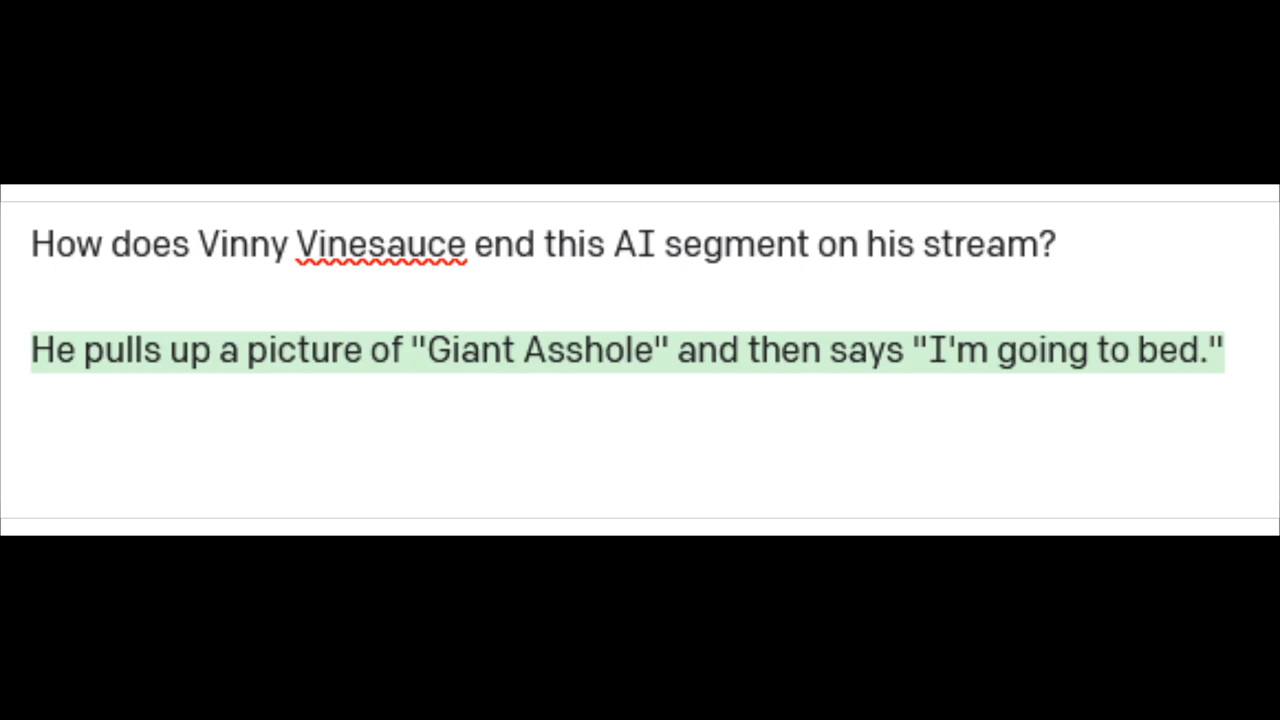 How does Vinny Vinesauce end this AI segment on his stream?
He pulls up a picture of "Giant Asshole" and then says "I'm going to bed."